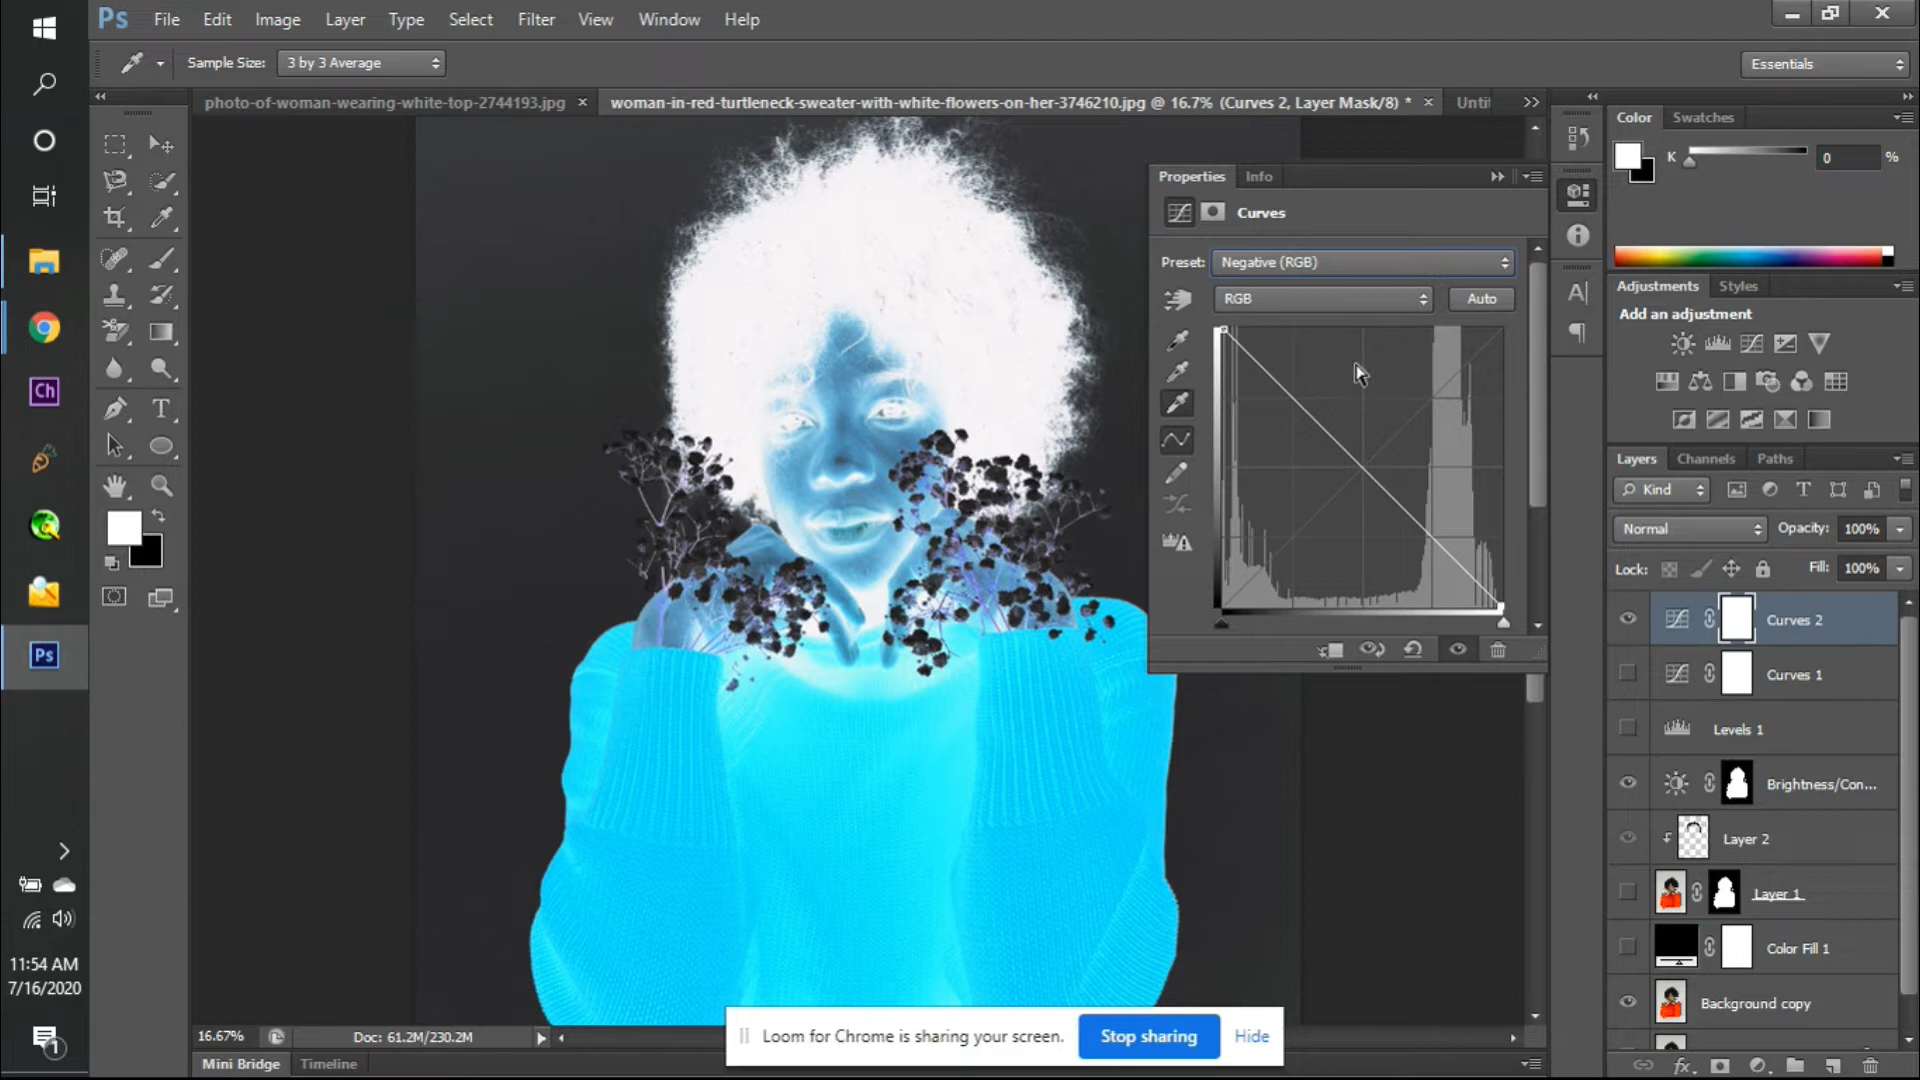 Ps File Edit Image Layer Type Select Filter View Window Help
Sample Size: 3 by 3 Average
Essentials
photo-of-woman-wearing-white-top-2744193.jpg ×
woman-in-red-turtleneck-sweater-with-white-flowers-on-her-3746210.jpg @ 16.7% (Curves 2, Layer Mask/8) * ×
Unti
Color Swatches
K 0 %
Properties Info
Curves
Preset: Negative (RGB)
RGB Auto
Adjustments Styles
Add an adjustment
Layers Channels Paths
Kind
Normal Opacity: 100%
Lock: Fill: 100%
Curves 2
Curves 1
Levels 1
Brightness/Con...
Layer 2
Layer 1
Color Fill 1
Background copy
fx
Ch
Ps
T
A
11:54 AM
7/16/2020
1
16.67% Doc: 61.2M/230.2M
Mini Bridge Timeline
Loom for Chrome is sharing your screen. Stop sharing Hide